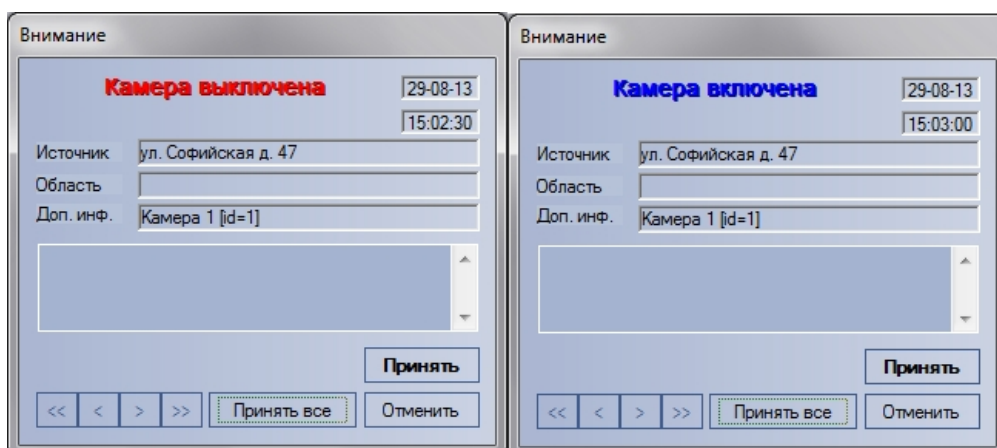 Внимание
Камера выключена
29-08-13
15:02:30
Источник ул. Софийская д. 47
Область
Доп. инф. Камера 1 [id=1]
Принять
<< < > >> Принять все Отменить
Внимание
Камера включена
29-08-13
15:03:00
Источник ул. Софийская д. 47
Область
Доп. инф. Камера 1 [id=1]
Принять
<< < > >> Принять все Отменить